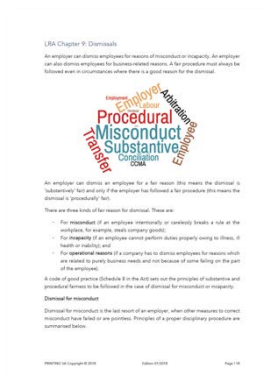 LRA Chapter 9: Dismissals
An employer can dismiss employees for reasons of misconduct or incapacity. An employer
can also dismiss employees for business-related reasons. A fair procedure must always be
followed even in circumstances where there is a good reason for the dismissal.
Employment
Employer
Labour
Arbitration
Procedural
Misconduct
Substantive
Transfer
Conciliation
CCMA
Employee
An employer can dismiss an employee for a fair reason (this means the dismissal is
'substantively' fair) and only if the employer has followed a fair procedure (this means the
dismissal is 'procedurally' fair).
There are three kinds of fair reason for dismissal. These are:
- For misconduct (if an employee intentionally or carelessly breaks a rule at the
workplace, for example, steals company goods);
- For incapacity (if an employee cannot perform duties properly owing to illness, ill
health or inability); and
- For operational reasons (if a company has to dismiss employees for reasons which
are related to purely business needs and not because of some failing on the part
of the employee).
A code of good practice (Schedule 8 in the Act) sets out the principles of substantive and
procedural fairness to be followed in the case of dismissal for misconduct or incapacity.
Dismissal for misconduct
Dismissal for misconduct is the last resort of an employer, when other measures to correct
misconduct have failed or are pointless. Principles of a proper disciplinary procedure are
summarised below.